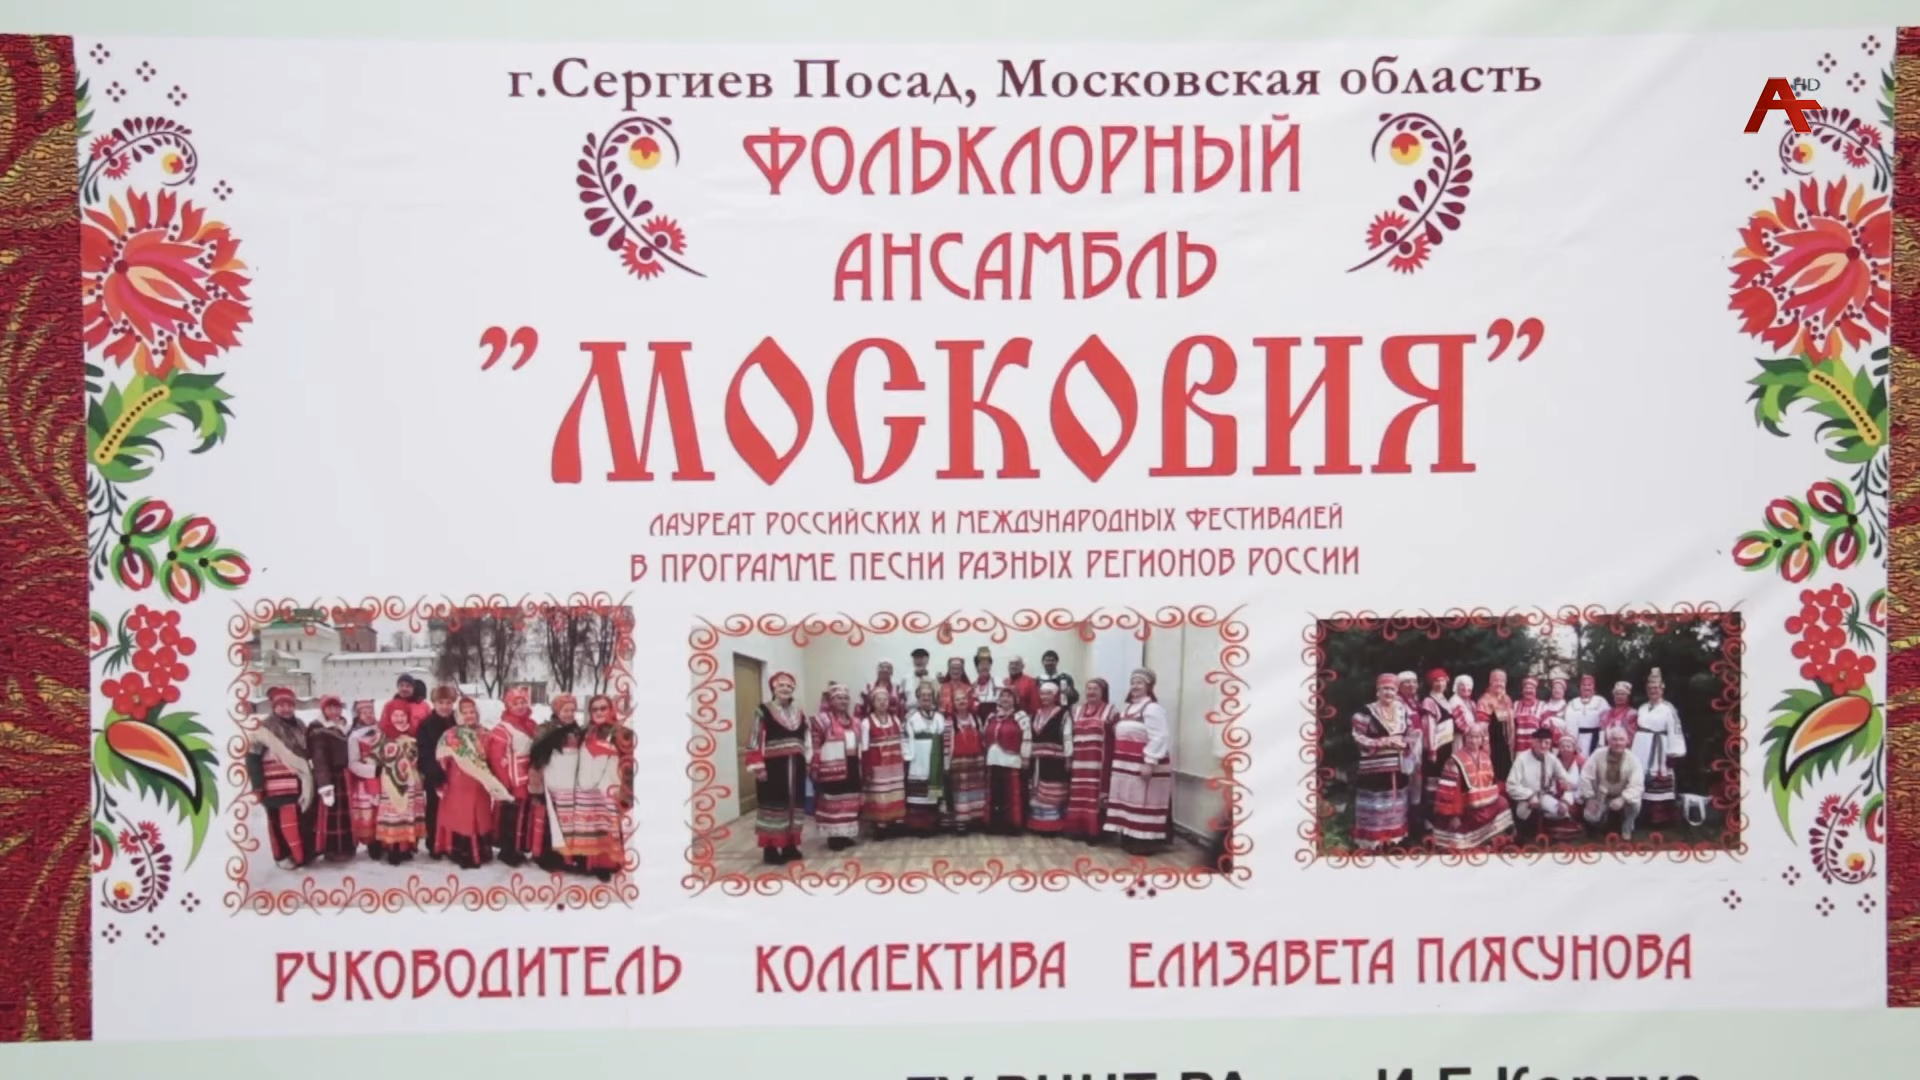 г.Сергиев Посад, Московская область
HD
ФОЛЬКЛОРНЫЙ
АНСАМБЛЬ
"МОСКОВИЯ"
ЛАУРЕАТ РОССИЙСКИХ И МЕЖДУНАРОДНЫХ ФЕСТИВАЛЕЙ
В ПРОГРАММЕ ПЕСНИ РАЗНЫХ РЕГИОНОВ РОССИИ
РУКОВОДИТЕЛЬ КОЛЛЕКТИВА ЕЛИЗАВЕТА ПЛЯСУНОВА